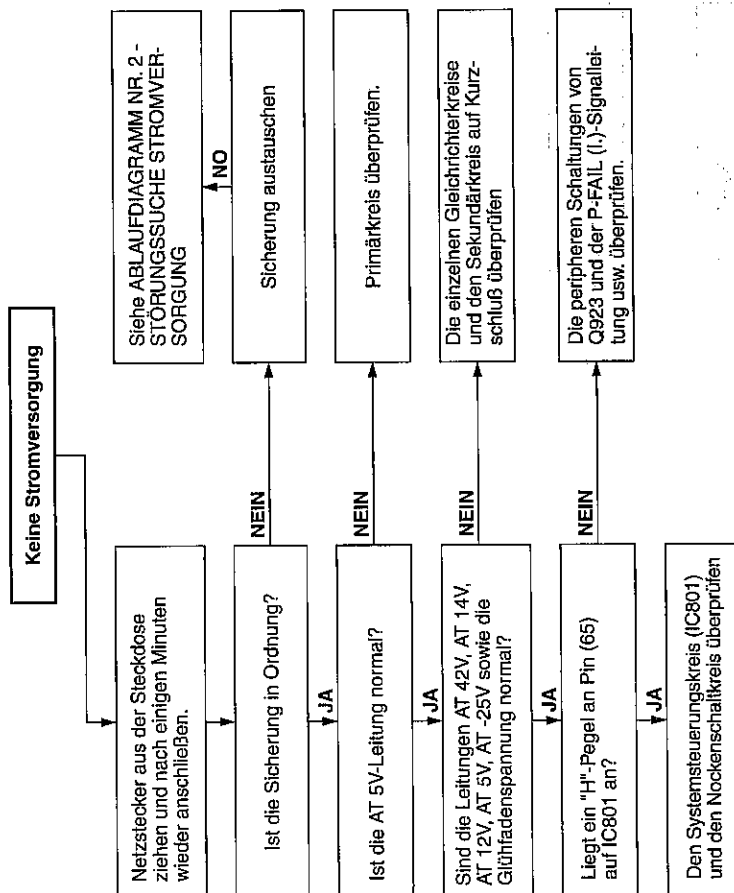 Keine Stromversorgung
Netzstecker aus der Steckdose
ziehen und nach einigen Minuten
wieder anschließen.
Siehe ABLAUFDIAGRAMM NR. 2 -
STÖRUNGSSUCHE STROMVER-
SORGUNG
NO
Ist die Sicherung in Ordnung?
NEIN
Sicherung austauschen
JA
Ist die AT 5V-Leitung normal?
NEIN
Primärkreis überprüfen.
JA
Sind die Leitungen AT 42V, AT 14V,
AT 12V, AT 5V, AT -25V sowie die
Glühfadenspannung normal?
NEIN
Die einzelnen Gleichrichterkreise
und den Sekundärkreis auf Kurz-
schluß überprüfen
JA
Liegt ein "H"-Pegel an Pin (65)
auf IC801 an?
NEIN
Die peripheren Schaltungen von
Q923 und der P-FAIL (I.)-Signallei-
tung usw. überprüfen.
JA
Den Systemsteuerungskreis (IC801)
und den Nockenschaltkreis überprüfen